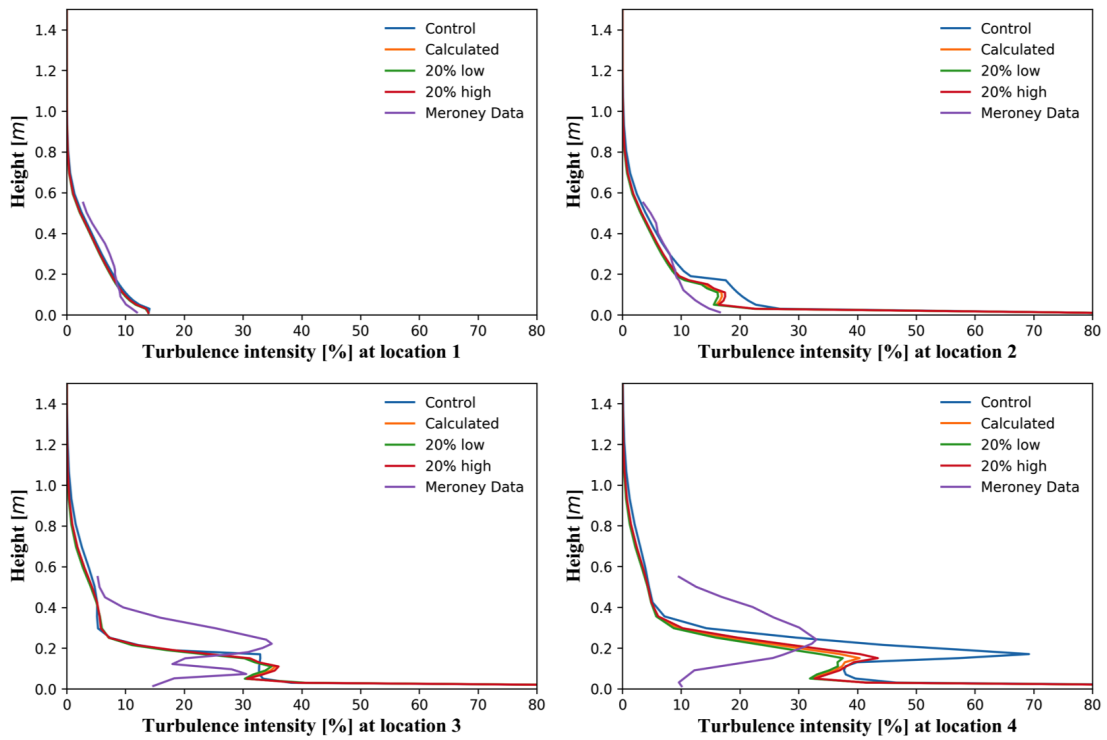 1.4
1.2
1.0
0.8
0.6
0.4
0.2
0.0
Height [m]
0 10 20 30 40 50 60 70 80
Turbulence intensity [%] at location 1
Control
Calculated
20% low
20% high
Meroney Data
1.4
1.2
1.0
0.8
0.6
0.4
0.2
0.0
Height [m]
0 10 20 30 40 50 60 70 80
Turbulence intensity [%] at location 2
Control
Calculated
20% low
20% high
Meroney Data
1.4
1.2
1.0
0.8
0.6
0.4
0.2
0.0
Height [m]
0 10 20 30 40 50 60 70 80
Turbulence intensity [%] at location 3
Control
Calculated
20% low
20% high
Meroney Data
1.4
1.2
1.0
0.8
0.6
0.4
0.2
0.0
Height [m]
0 10 20 30 40 50 60 70 80
Turbulence intensity [%] at location 4
Control
Calculated
20% low
20% high
Meroney Data